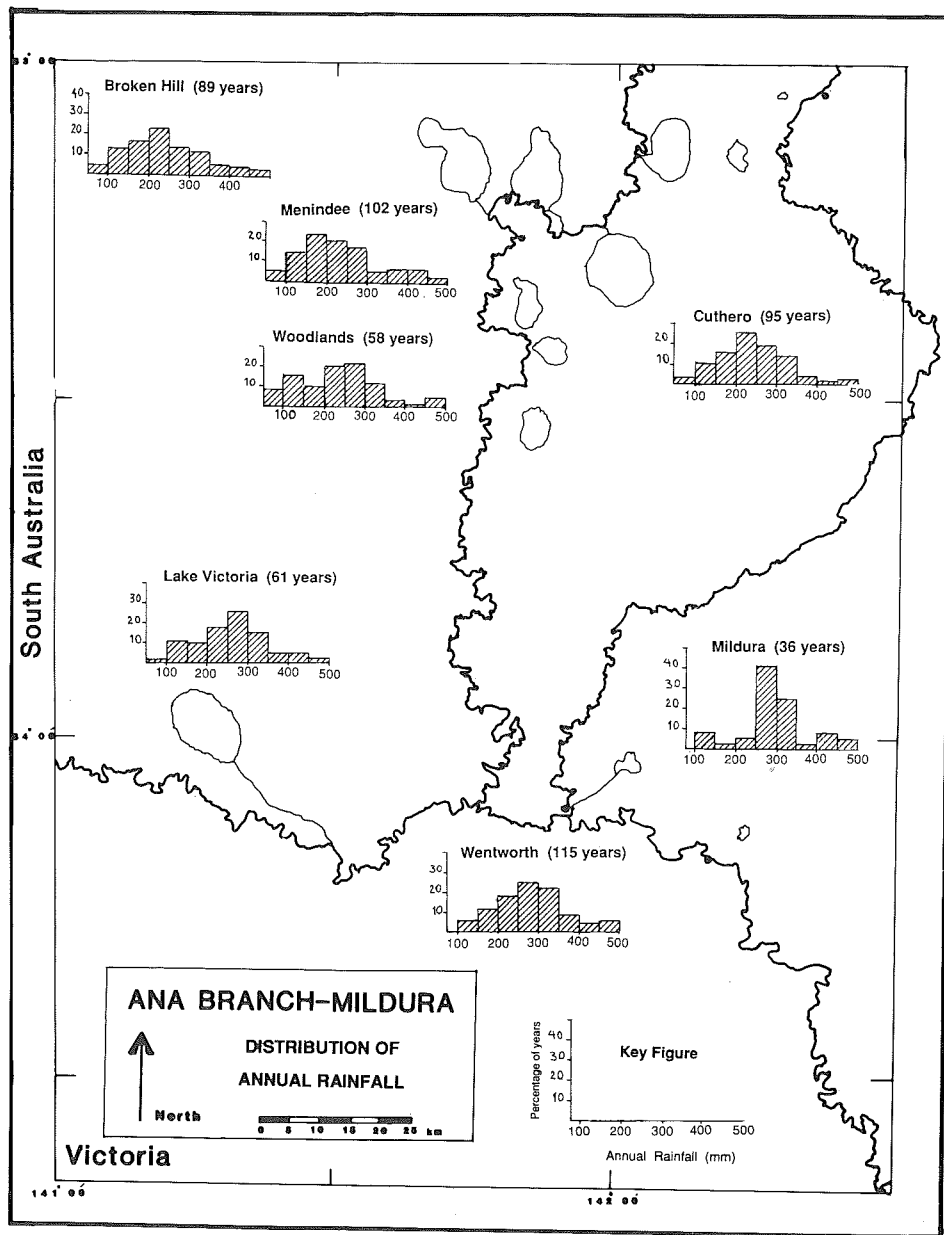 33° 00
Broken Hill (89 years)
40
30
20
10
100 200 300 400
Menindee (102 years)
20
10
100 200 300 400 500
Woodlands (58 years)
20
10
100 200 300 400 500
Cuthero (95 years)
20
10
100 200 300 400 500
South Australia
Lake Victoria (61 years)
20
10
100 200 300 400 500
Mildura (36 years)
40
30
20
10
100 200 300 400 500
34° 00
Wentworth (115 years)
30
20
10
100 200 300 400 500
ANA BRANCH-MILDURA
DISTRIBUTION OF
ANNUAL RAINFALL
North
0 5 10 15 20 25 km
Key Figure
Percentage of years
40
30
20
10
100 200 300 400 500
Annual Rainfall (mm)
Victoria
141° 00'
142° 00